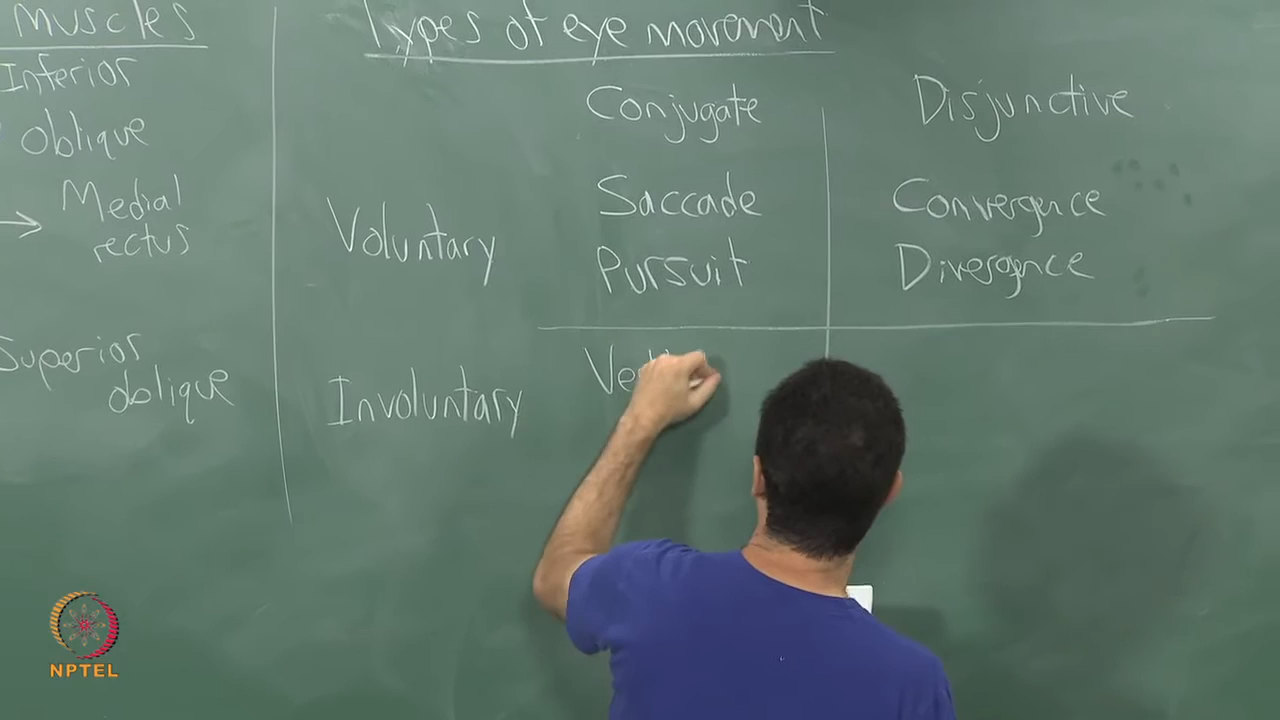 muscles
Inferior
oblique
→ Medial
rectus
Superior
oblique
Types of eye movement
Conjugate Disjunctive
Voluntary
Saccade Convergence
Pursuit Divergence
Involuntary
NPTEL